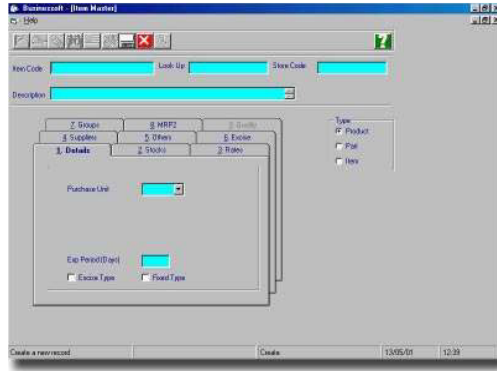 Businesssoft - [Item Master]
Help
Item Code
Look Up
Store Code
Description
7. Groups
8. MRP2
9. Quality
4. Suppliers
5. Others
6. Excise
1. Details
2. Stocks
3. Rates
Type
Product
Part
Item
Purchase Unit
Exp Period (Days)
Excise Type
Fixed Type
Create a new record
Create
13/05/01
12:39